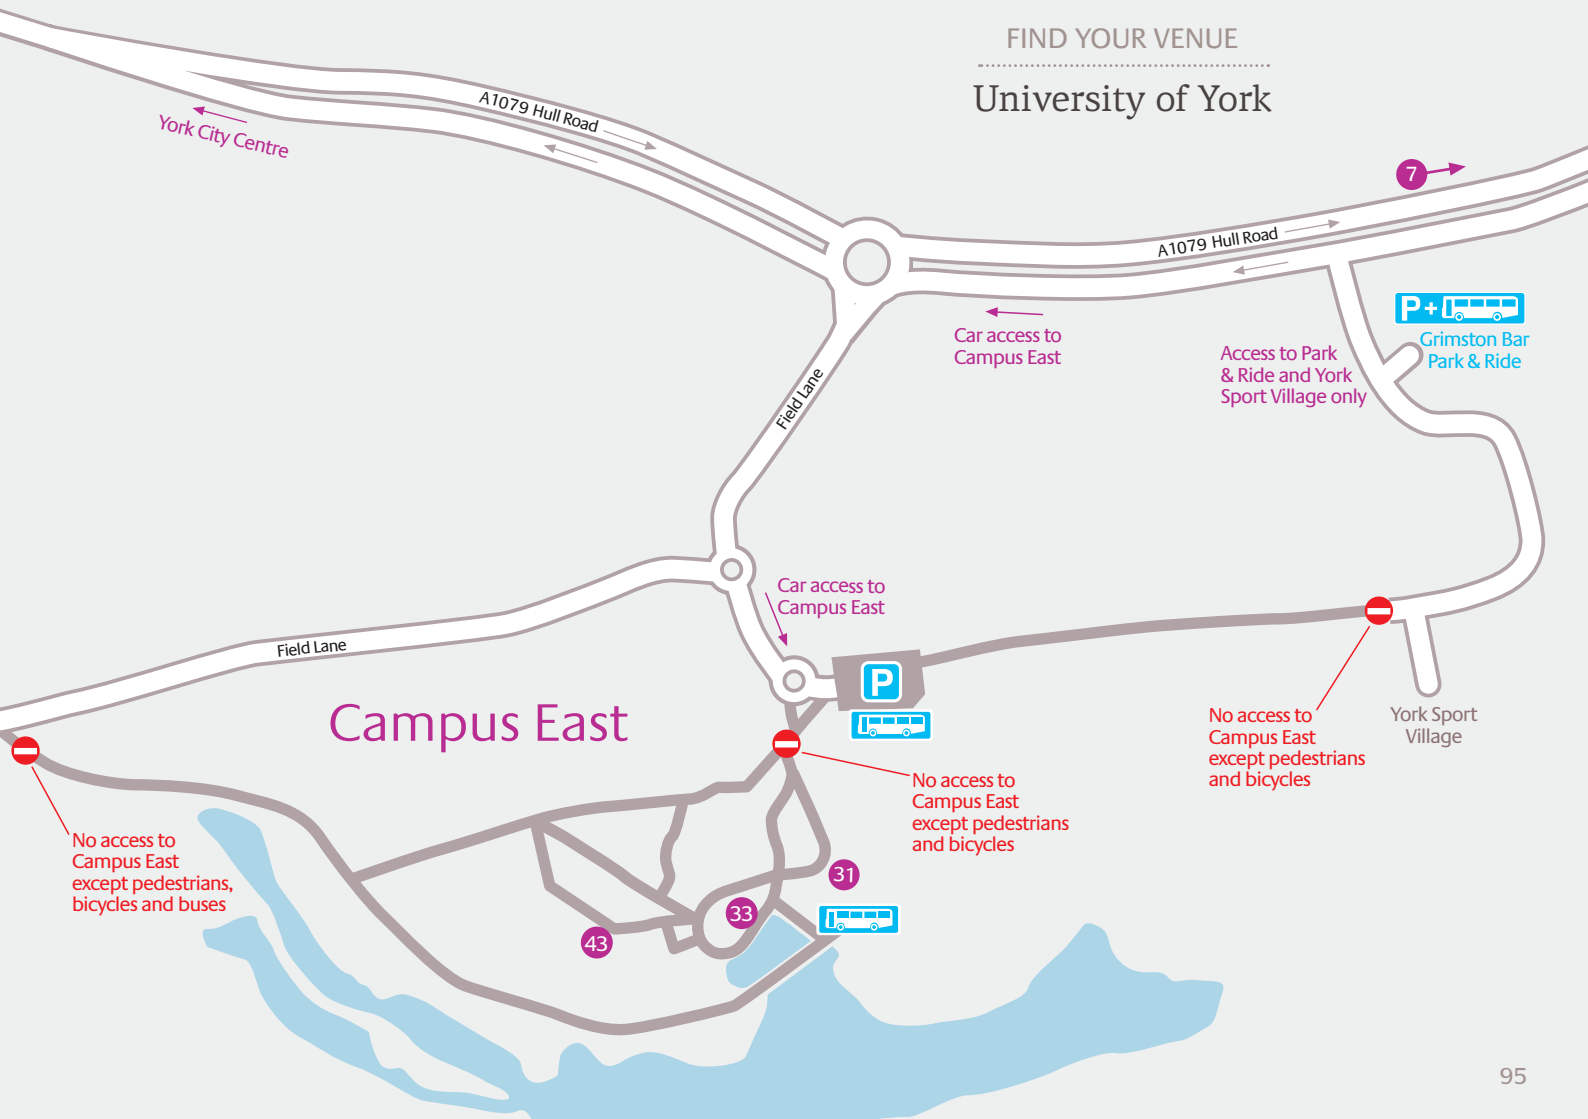 FIND YOUR VENUE
University of York
A1079 Hull Road
York City Centre
7
A1079 Hull Road
P+
Grimston Bar
Park & Ride
Car access to
Campus East
Access to Park
& Ride and York
Sport Village only
Field Lane
Car access to
Campus East
Field Lane
P
Campus East
No access to
Campus East
except pedestrians
and bicycles
York Sport
Village
No access to
Campus East
except pedestrians
and bicycles
No access to
Campus East
except pedestrians,
bicycles and buses
31
33
43
95